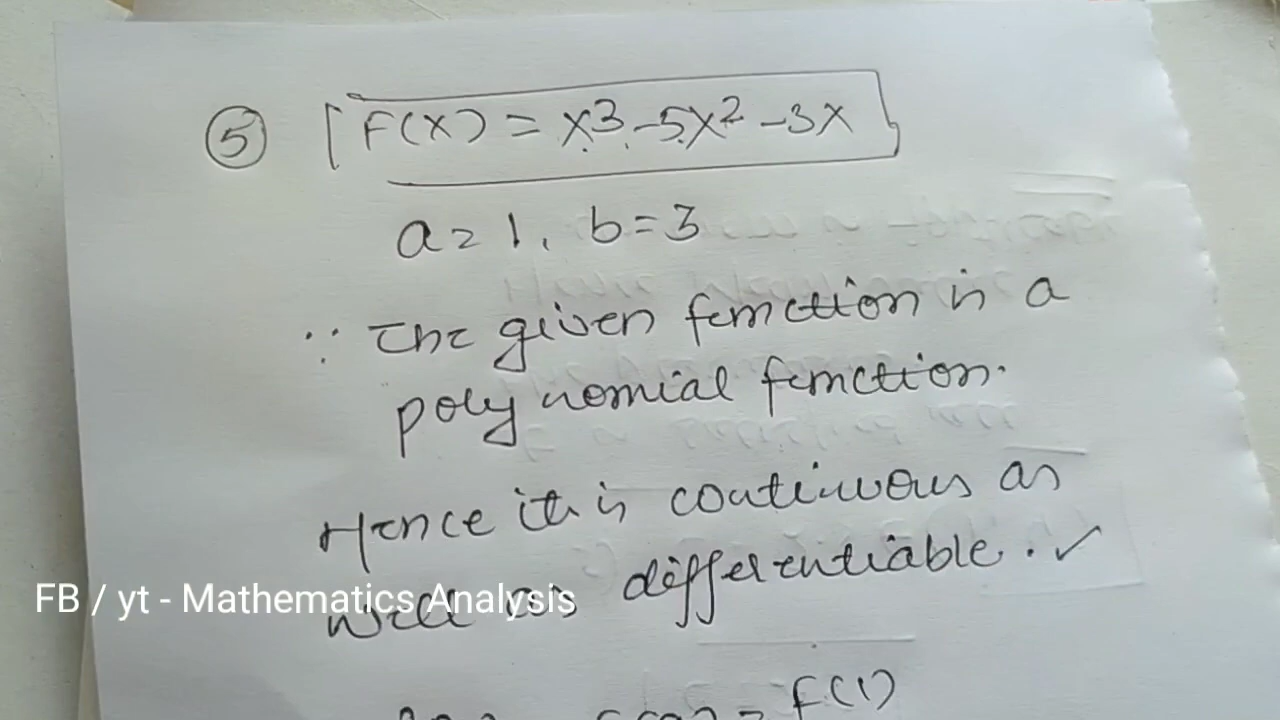 ⑤ F(x) = x³-5x²-3x
a=1, b=3
∵ The given function is a
polynomial function.
Hence it is continuous as
well as differentiable. ✓
FB / yt - Mathematics Analysis
= f(1)